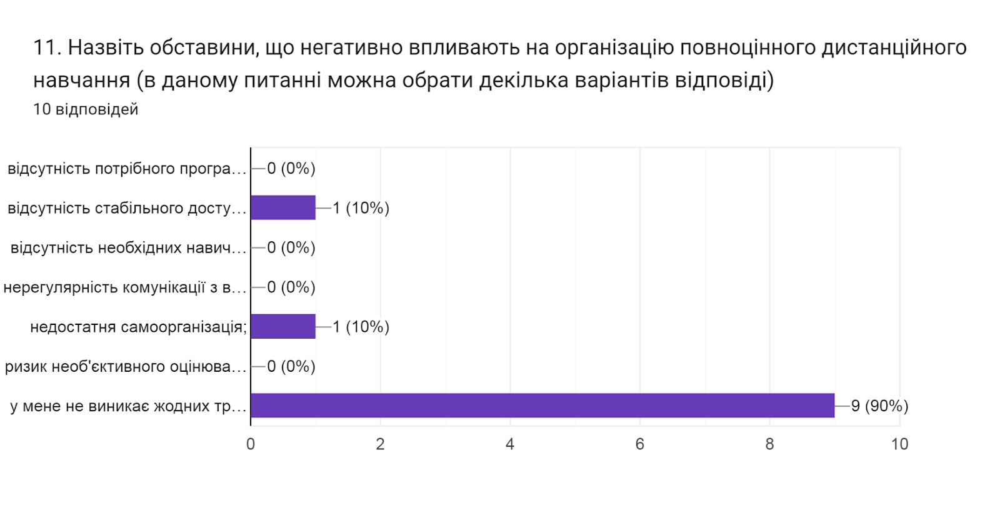 11. Назвіть обставини, що негативно впливають на організацію повноцінного дистанційного
навчання (в даному питанні можна обрати декілька варіантів відповіді)
10 відповідей
відсутність потрібного програ… 0 (0%)
відсутність стабільного досту… 1 (10%)
відсутність необхідних навич… 0 (0%)
нерегулярність комунікації з в… 0 (0%)
недостатня самоорганізація; 1 (10%)
ризик необ'єктивного оцінюва… 0 (0%)
у мене не виникає жодних тр… 9 (90%)
0 2 4 6 8 10